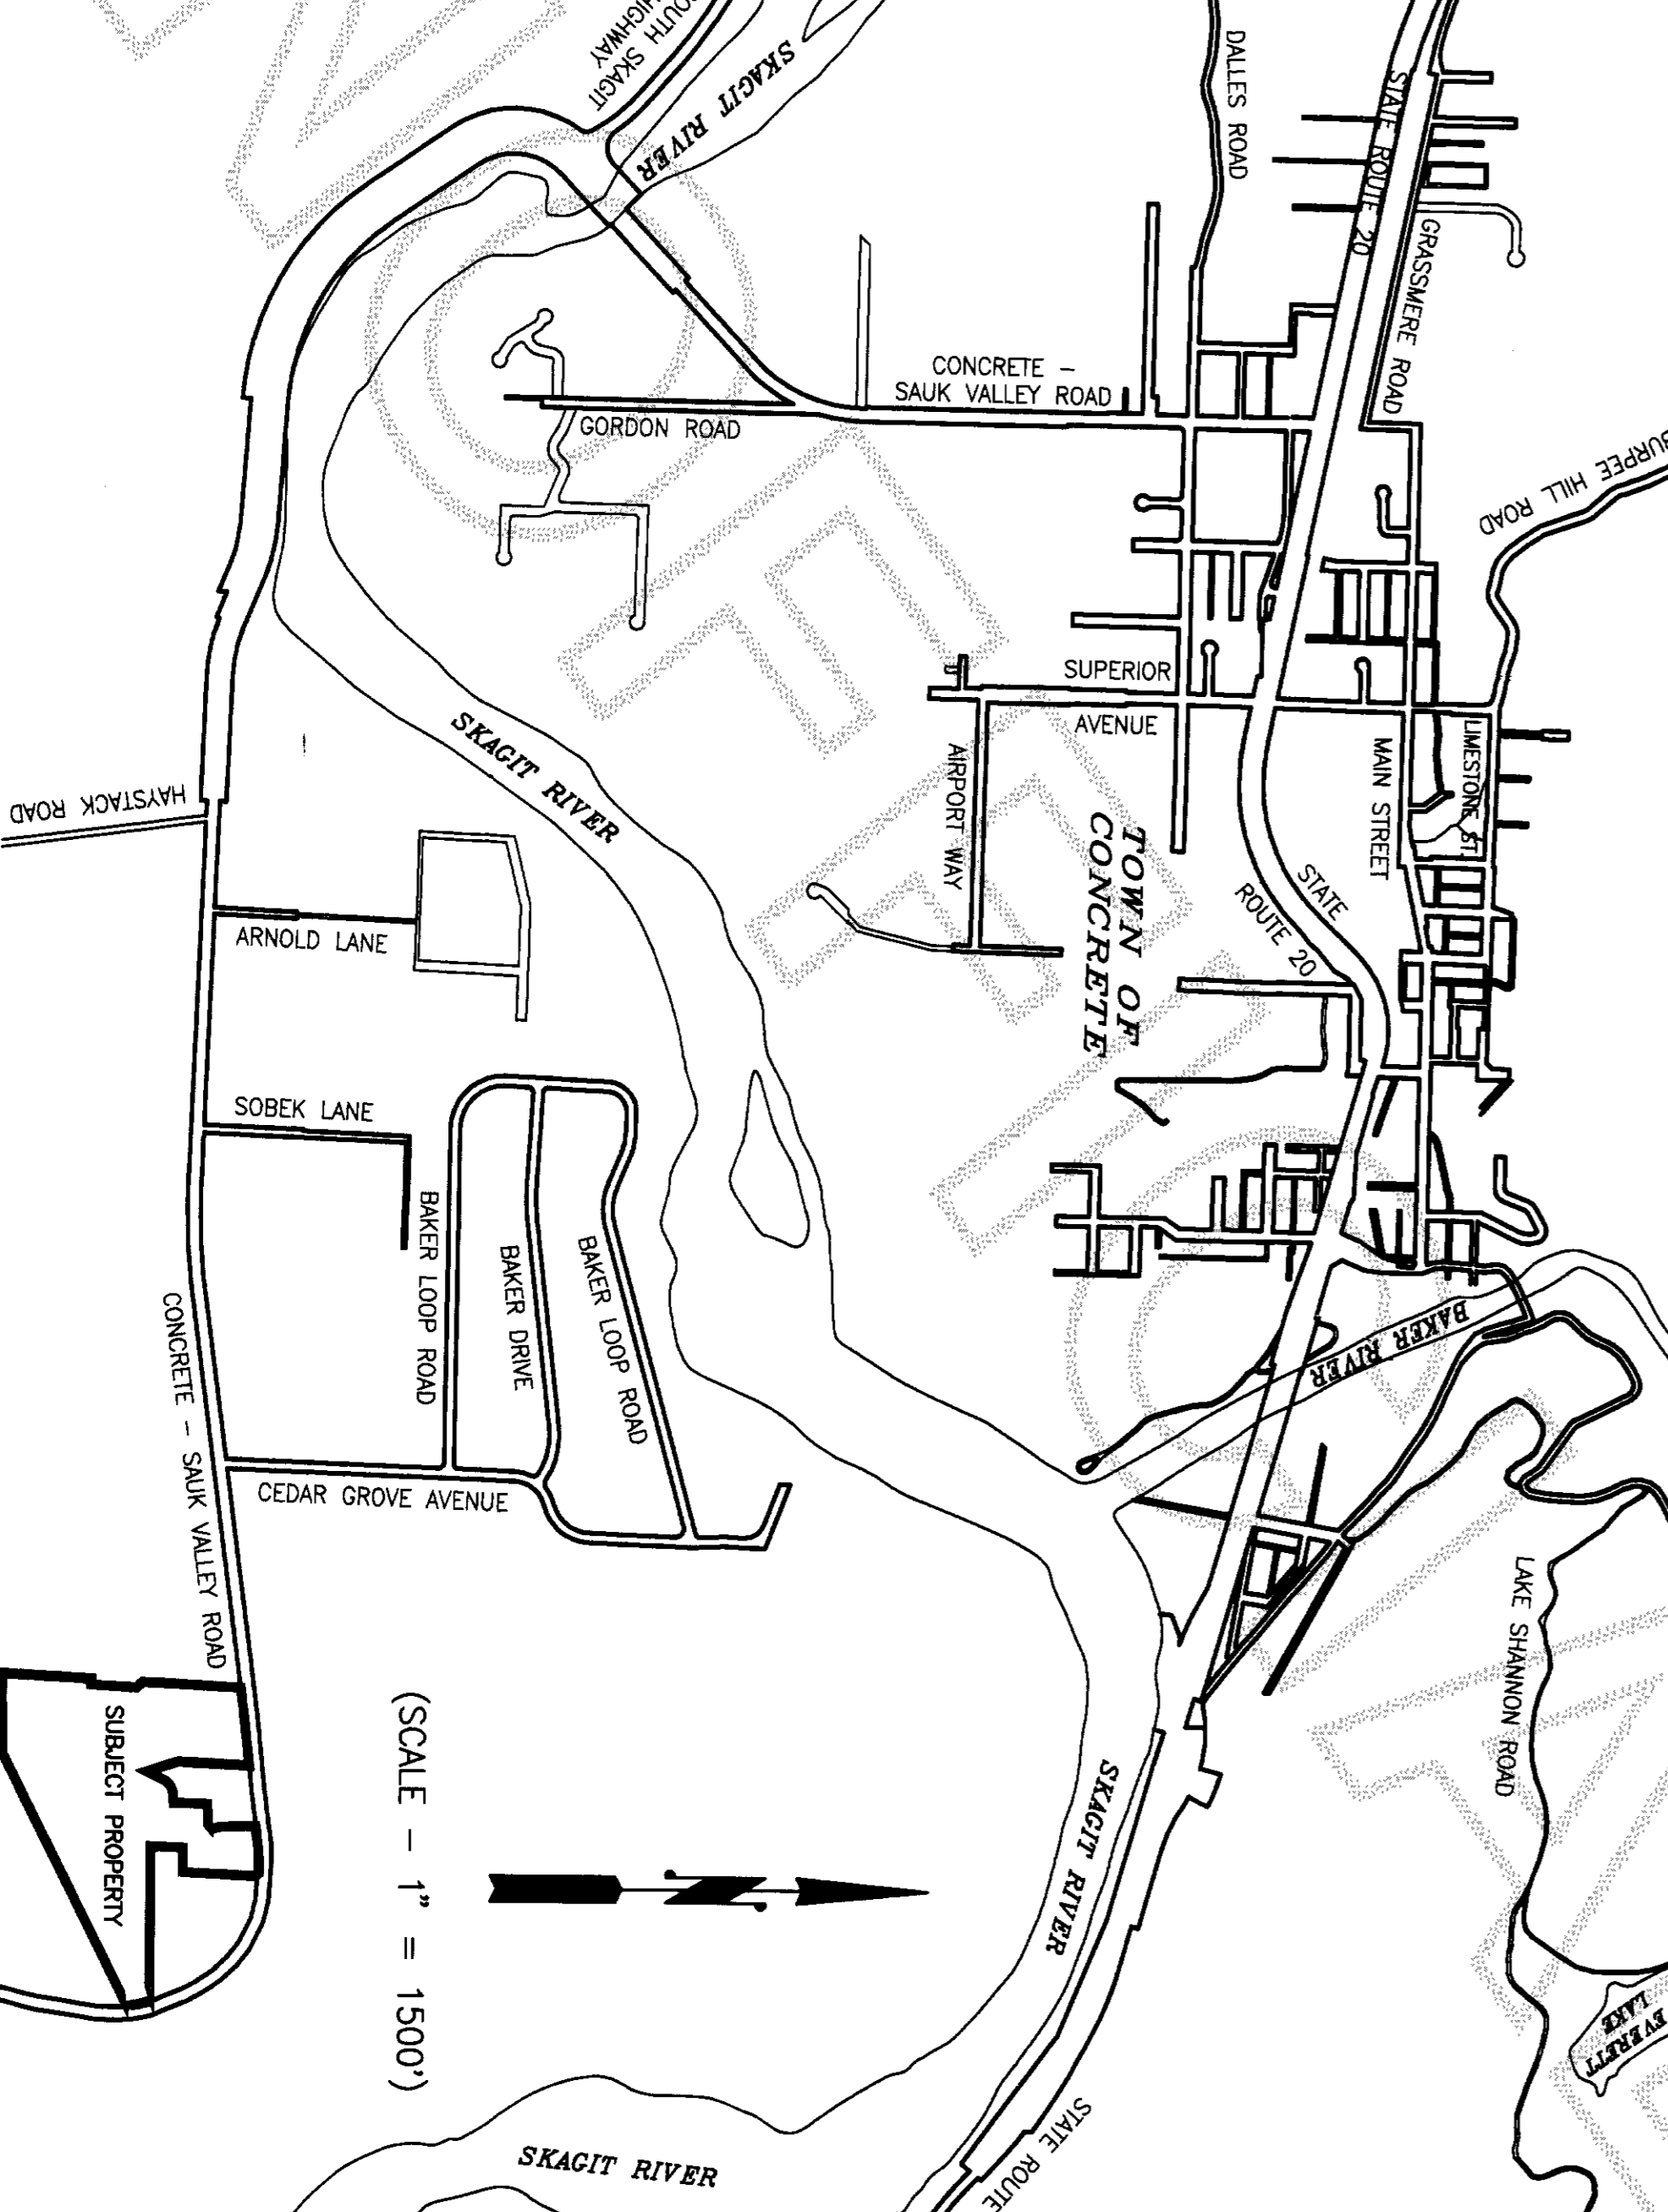 SOUTH SKAGIT
HIGHWAY
SKAGIT RIVER
DALLES ROAD
STATE ROUTE 20
GRASSMERE ROAD
BURPEE HILL ROAD
CONCRETE -
SAUK VALLEY ROAD
GORDON ROAD
SUPERIOR
AVENUE
AIRPORT WAY
MAIN STREET
LIMESTONE ST.
TOWN OF
CONCRETE
STATE
ROUTE 20
SKAGIT RIVER
HAYSTACK ROAD
ARNOLD LANE
SOBEK LANE
BAKER LOOP ROAD
BAKER DRIVE
BAKER LOOP ROAD
BAKER RIVER
BAKER RIVER
CONCRETE - SAUK VALLEY ROAD
CEDAR GROVE AVENUE
LAKE SHANNON ROAD
SUBJECT PROPERTY
(SCALE - 1" = 1500')
SKAGIT RIVER
EVERETT
LAKE
STATE ROUTE
SKAGIT RIVER